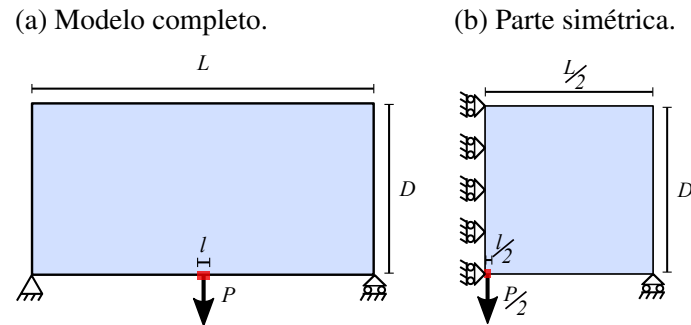 (a) Modelo completo.
(b) Parte simétrica.
L
L/2
D
D
l
l/2
P
P/2